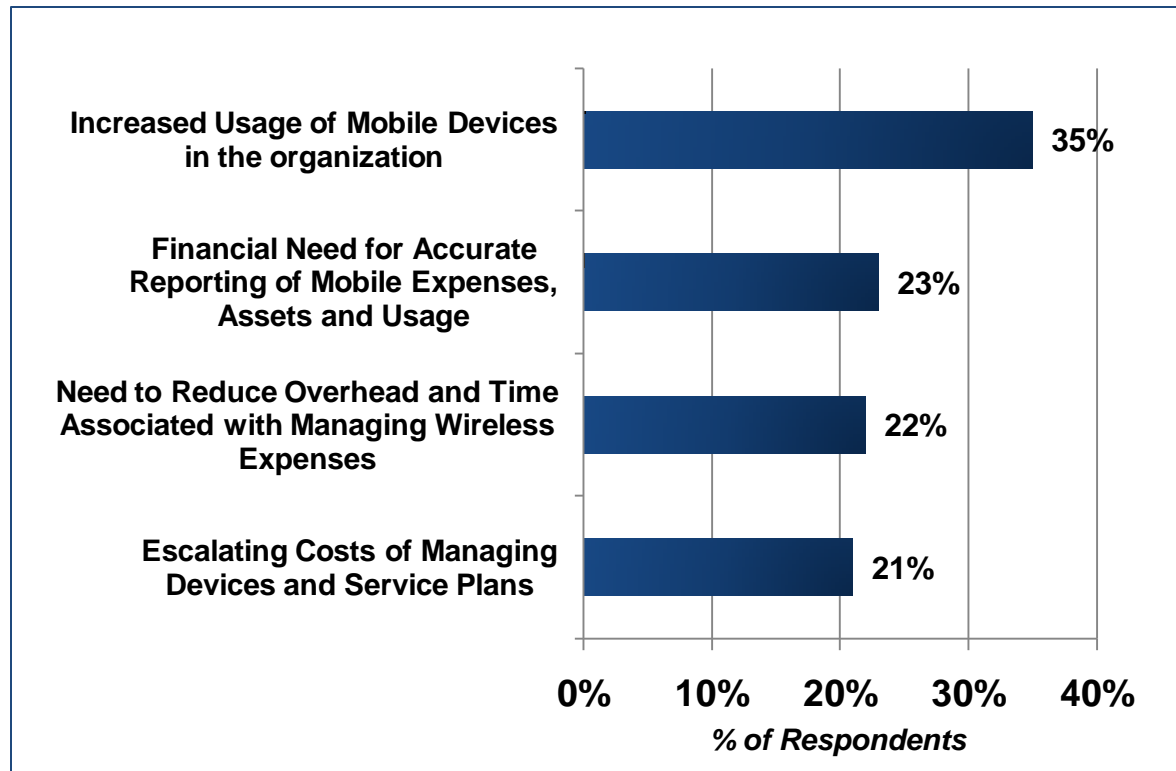 Increased Usage of Mobile Devices
in the organization
35%
Financial Need for Accurate
Reporting of Mobile Expenses,
Assets and Usage
23%
Need to Reduce Overhead and Time
Associated with Managing Wireless
Expenses
22%
Escalating Costs of Managing
Devices and Service Plans
21%
0% 10% 20% 30% 40%
% of Respondents